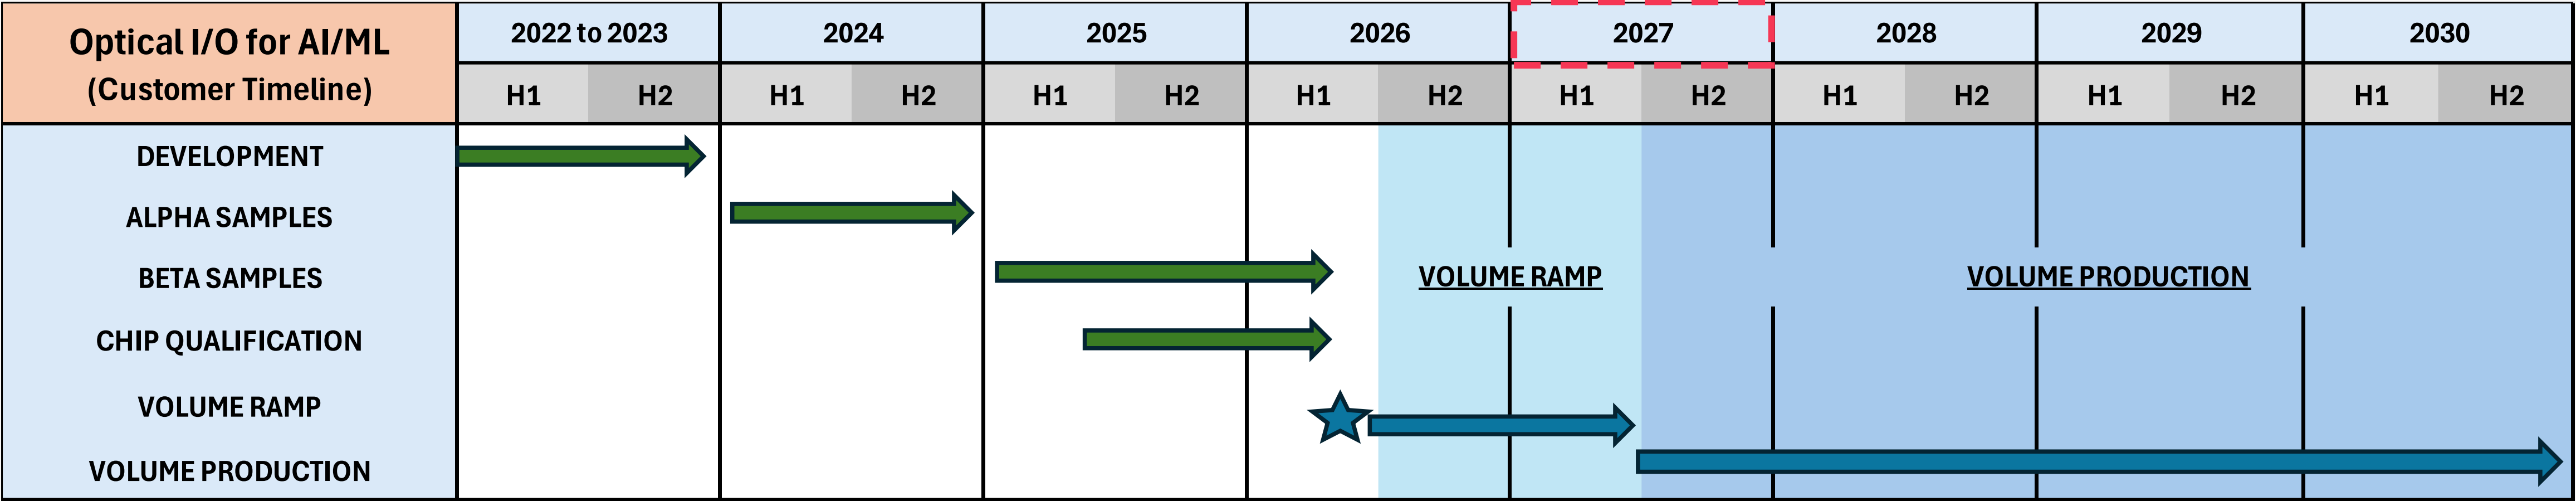 Optical I/O for AI/ML
(Customer Timeline)
2022 to 2023
2024
2025
2026
2027
2028
2029
2030
H1
H2
H1
H2
H1
H2
H1
H2
H1
H2
H1
H2
H1
H2
H1
H2
DEVELOPMENT
ALPHA SAMPLES
BETA SAMPLES
VOLUME RAMP
VOLUME PRODUCTION
CHIP QUALIFICATION
VOLUME RAMP
VOLUME PRODUCTION